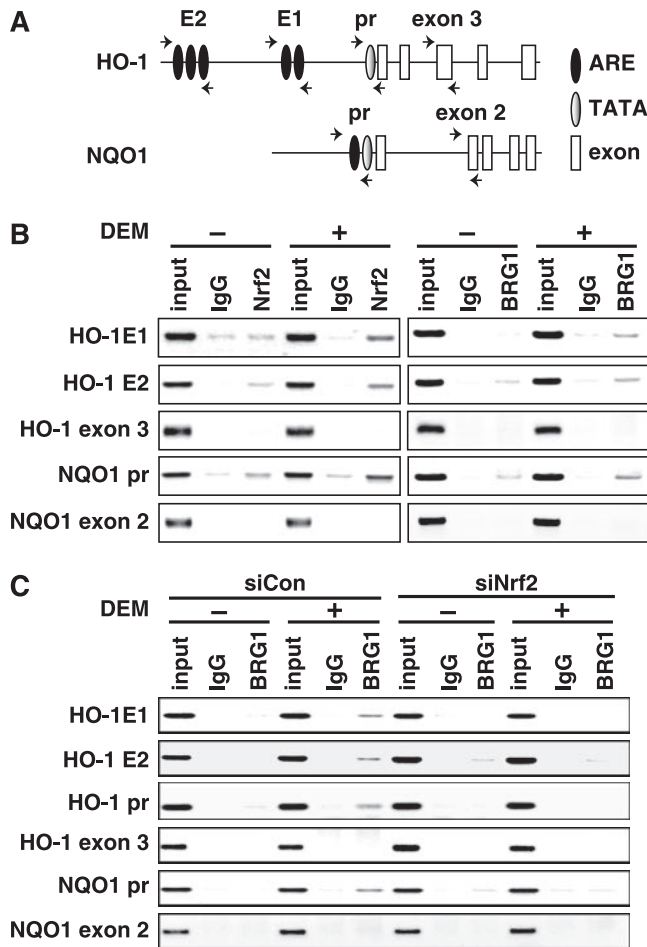 A
E2 E1 pr exon 3
HO-1
ARE
pr exon 2
TATA
NQO1
exon
B
DEM − + − +
input IgG Nrf2 input IgG Nrf2 input IgG BRG1 input IgG BRG1
HO-1E1
HO-1 E2
HO-1 exon 3
NQO1 pr
NQO1 exon 2
C
siCon siNrf2
DEM − + − +
input IgG BRG1 input IgG BRG1 input IgG BRG1 input IgG BRG1
HO-1E1
HO-1 E2
HO-1 pr
HO-1 exon 3
NQO1 pr
NQO1 exon 2